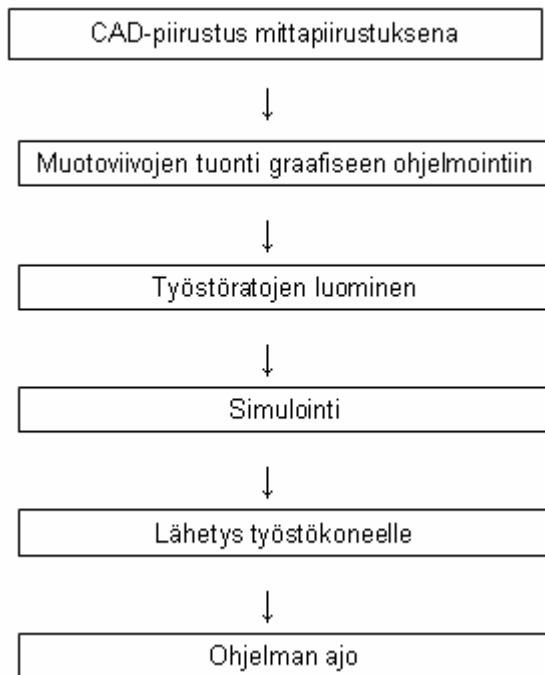 CAD-piirustus mittapiirustuksena
Muotoviivojen tuonti graafiseen ohjelmointiin
Työstöratojen luominen
Simulointi
Lähetys työstökoneelle
Ohjelman ajo